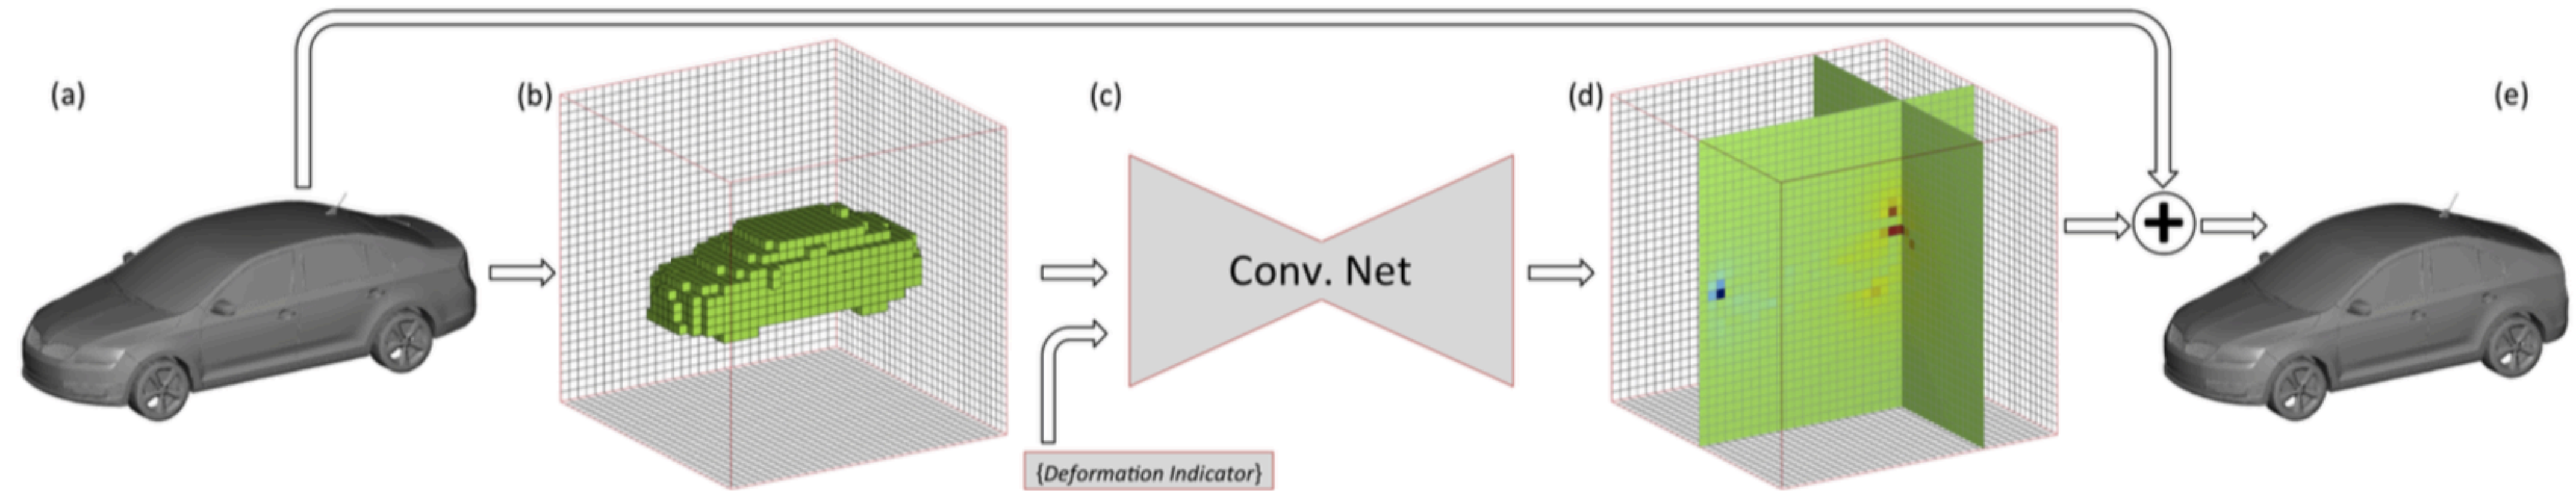 (a)
(b)
(c)
(d)
(e)
Conv. Net
{Deformation Indicator}